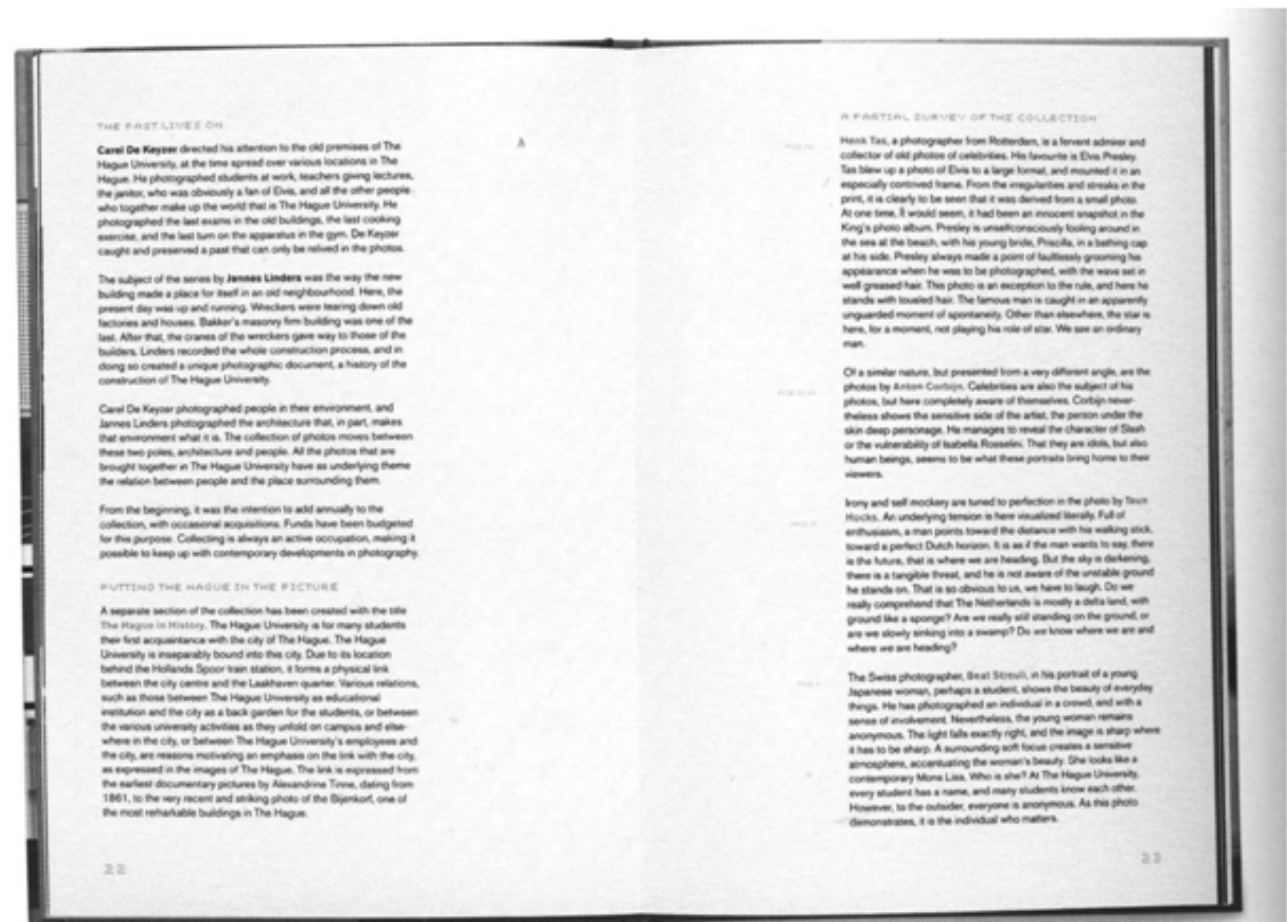 THE PAST LIVES ON
Carel De Keyzer directed his attention to the old premises of The
Hague University, at the time spread over various locations in The
Hague. He photographed students at work, teachers giving lectures,
the janitor, who was obviously a fan of Elvis, and all the other people
who together make up the world that is The Hague University. He
photographed the last exams in the old buildings, the last cooking
exercise, and the last turn on the apparatus in the gym. De Keyzer
caught and preserved a past that can only be relived in the photos.
The subject of the series by Jannes Linders was the way the new
building made a place for itself in an old neighbourhood. Here, the
present day was up and running. Wreckers were tearing down old
factories and houses. Bakker's masonry firm building was one of the
last. After that, the cranes of the wreckers gave way to those of the
builders. Linders recorded the whole construction process, and in
doing so created a unique photographic document, a history of the
construction of The Hague University.
Carel De Keyzer photographed people in their environment, and
Jannes Linders photographed the architecture that, in part, makes
that environment what it is. The collection of photos moves between
these two poles, architecture and people. All the photos that are
brought together in The Hague University have as underlying theme
the relation between people and the place surrounding them.
From the beginning, it was the intention to add annually to the
collection, with occasional acquisitions. Funds have been budgeted
for this purpose. Collecting is always an active occupation, making it
possible to keep up with contemporary developments in photography.
PUTTING THE HAGUE IN THE PICTURE
A separate section of the collection has been created with the title
The Hague in History. The Hague University is for many students
their first acquaintance with the city of The Hague. The Hague
University is inseparably bound into this city. Due to its location
behind the Hollands Spoor train station, it forms a physical link
between the city centre and the Laakhaven quarter. Various relations,
such as those between The Hague University as educational
institution and the city as a back garden for the students, or between
the various university activities as they unfold on campus and else-
where in the city, or between The Hague University's employees and
the city, are reasons motivating an emphasis on the link with the city,
as expressed in the images of The Hague. The link is expressed from
the earliest documentary pictures by Alexandrine Tinne, dating from
1861, to the very recent and striking photo of the Bijenkorf, one of
the most remarkable buildings in The Hague.
22
A PARTIAL SURVEY OF THE COLLECTION
Henk Tas, a photographer from Rotterdam, is a fervent admirer and
collector of old photos of celebrities. His favourite is Elvis Presley.
Tas blew up a photo of Elvis to a large format, and mounted it in an
especially contrived frame. From the irregularities and streaks in the
print, it is clearly to be seen that it was derived from a small photo.
At one time, it would seem, it had been an innocent snapshot in the
King's photo album. Presley is unselfconsciously fooling around in
the sea at the beach, with his young bride, Priscilla, in a bathing cap
at his side. Presley always made a point of faultlessly grooming his
appearance when he was to be photographed, with the wave set in
well greased hair. This photo is an exception to the rule, and here he
stands with tousled hair. The famous man is caught in an apparently
unguarded moment of spontaneity. Other than elsewhere, the star is
here, for a moment, not playing his role of star. We see an ordinary
man.
Of a similar nature, but presented from a very different angle, are the
photos by Anton Corbijn. Celebrities are also the subject of his
photos, but here completely aware of themselves. Corbijn never-
theless shows the sensitive side of the artist, the person under the
skin deep personage. He manages to reveal the character of Slash
or the vulnerability of Isabella Rosselini. That they are idols, but also
human beings, seems to be what these portraits bring home to their
viewers.
Irony and self mockery are tuned to perfection in the photo by Teun
Hocks. An underlying tension is here visualized literally. Full of
enthusiasm, a man points toward the distance with his walking stick,
toward a perfect Dutch horizon. It is as if the man wants to say, there
is the future, that is where we are heading. But the sky is darkening,
there is a tangible threat, and he is not aware of the unstable ground
he stands on. That is so obvious to us, we have to laugh. Do we
really comprehend that The Netherlands is mostly a delta land, with
ground like a sponge? Are we really still standing on the ground, or
are we slowly sinking into a swamp? Do we know where we are and
where we are heading?
The Swiss photographer, Beat Streuli, in his portrait of a young
Japanese woman, perhaps a student, shows the beauty of everyday
things. He has photographed an individual in a crowd, and with a
sense of involvement. Nevertheless, the young woman remains
anonymous. The light falls exactly right, and the image is sharp where
it has to be sharp. A surrounding soft focus creates a sensitive
atmosphere, accentuating the woman's beauty. She looks like a
contemporary Mona Lisa. Who is she? At The Hague University,
every student has a name, and many students know each other.
However, to the outsider, everyone is anonymous. As this photo
demonstrates, it is the individual who matters.
23